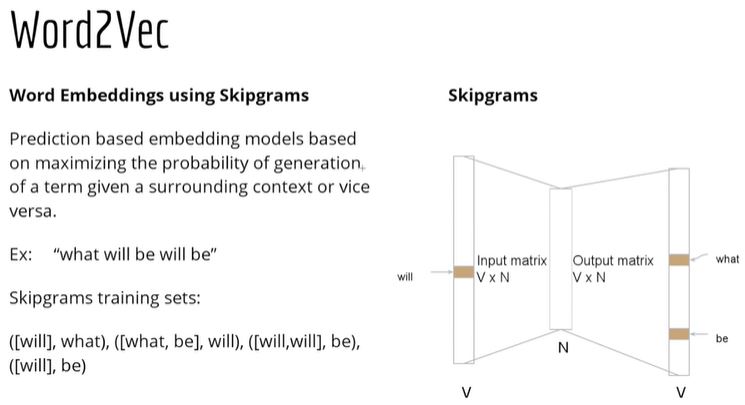 Word2Vec
Word Embeddings using Skipgrams
Prediction based embedding models based
on maximizing the probability of generation
of a term given a surrounding context or vice
versa.
Ex: “what will be will be”
Skipgrams training sets:
([will], what), ([what, be], will), ([will,will], be),
([will], be)
Skipgrams
will
Input matrix
V x N
Output matrix
V x N
what
be
N
V
V